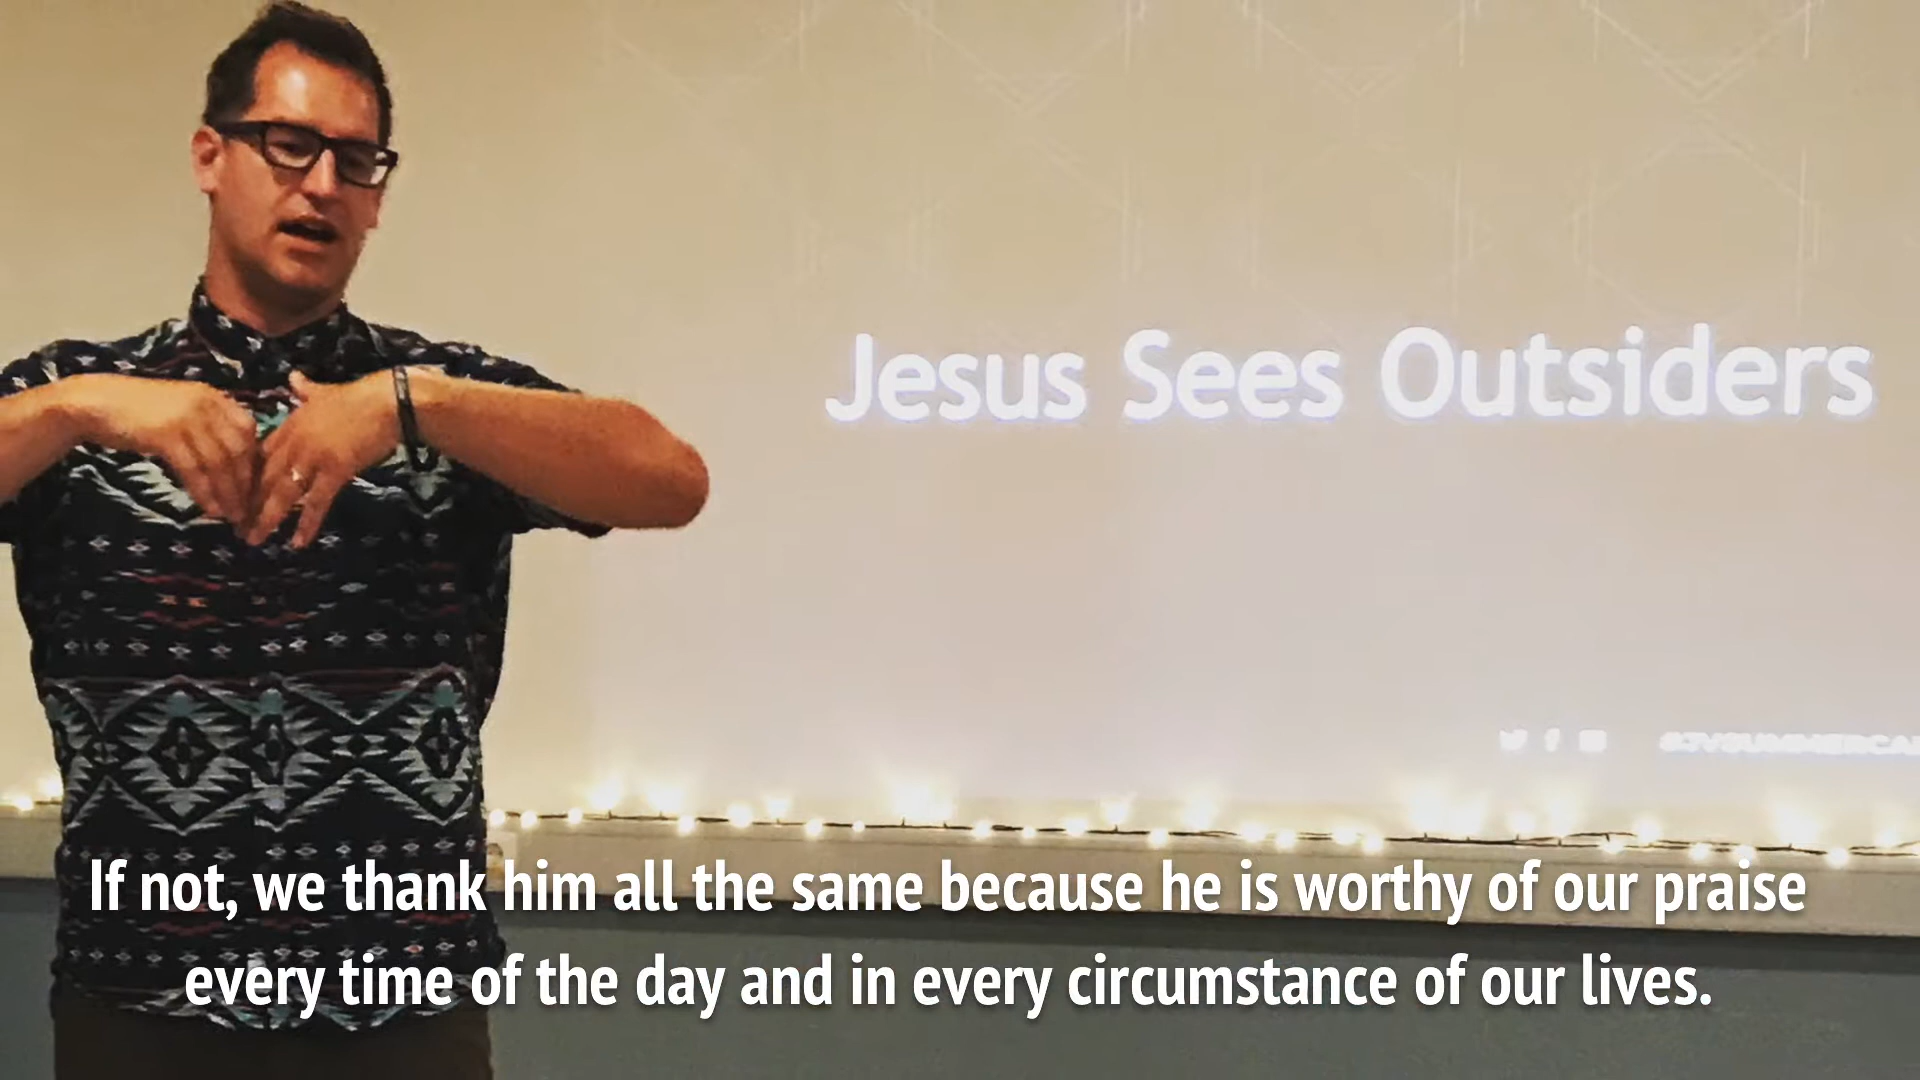 Jesus Sees Outsiders
If not, we thank him all the same because he is worthy of our praise
every time of the day and in every circumstance of our lives.